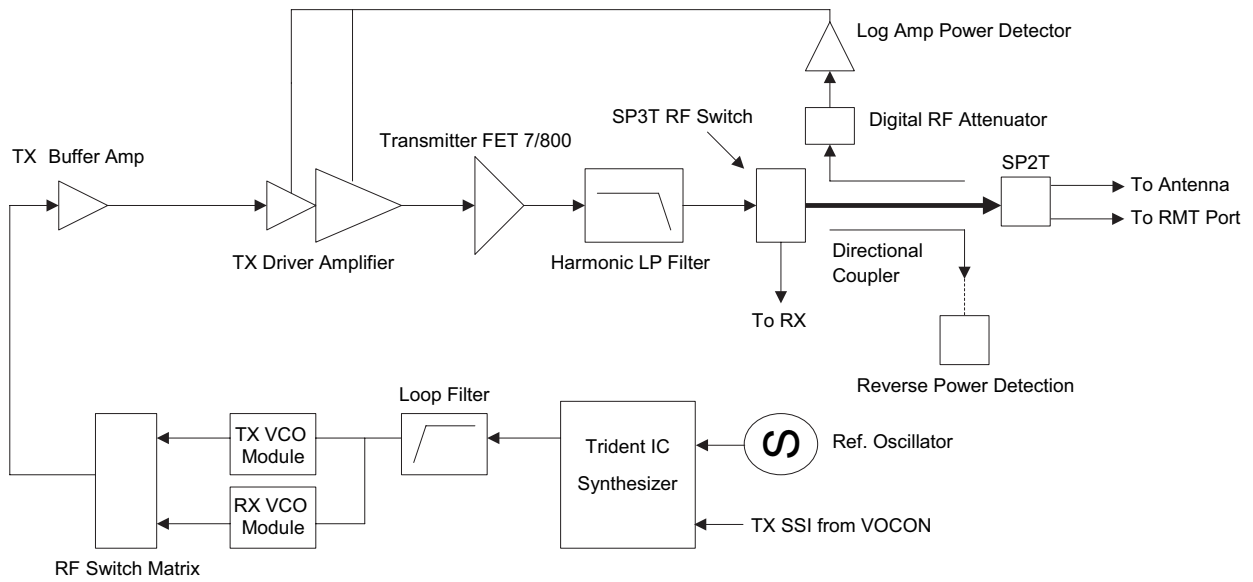 Log Amp Power Detector
SP3T RF Switch
Digital RF Attenuator
Transmitter FET 7/800
TX Buffer Amp
SP2T
To Antenna
To RMT Port
TX Driver Amplifier
Harmonic LP Filter
Directional
Coupler
To RX
Reverse Power Detection
Loop Filter
TX VCO
Module
Trident IC
Synthesizer
S
Ref. Oscillator
RX VCO
Module
TX SSI from VOCON
RF Switch Matrix